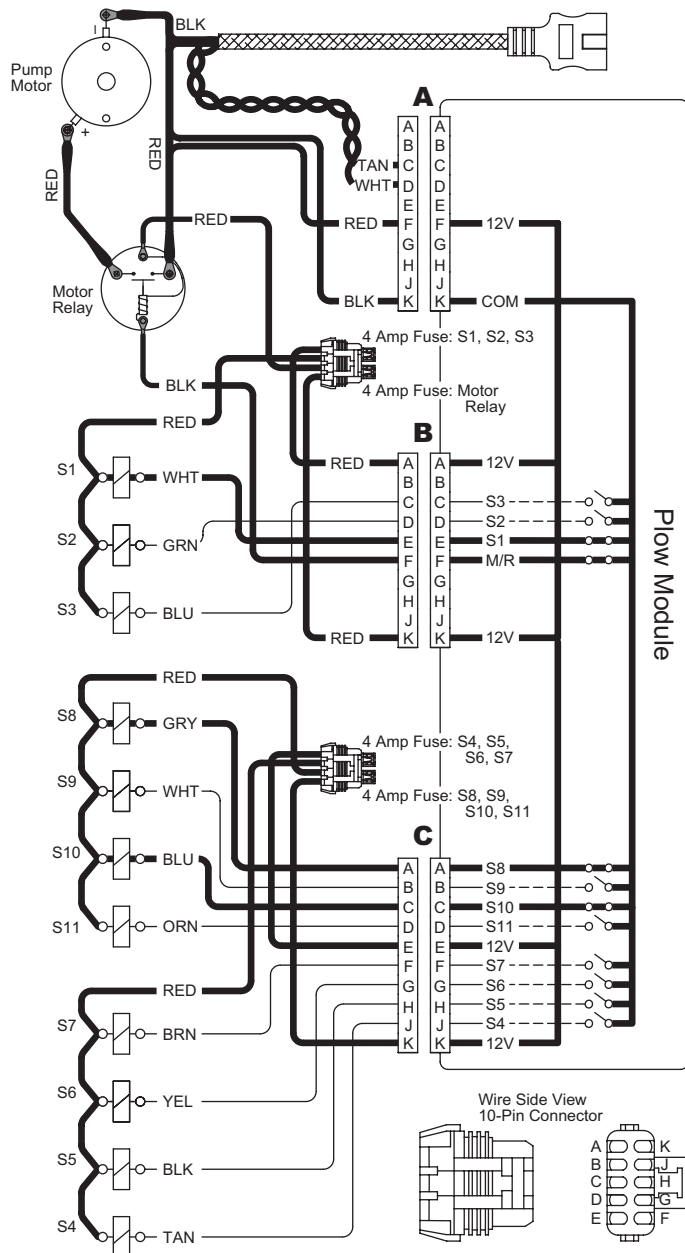 BLK
Pump
Motor
–
+
RED
RED
A
A A
B B
TAN C C
WHT D D
E E
RED RED F F 12V
G G
H H
J J
BLK K K COM
Motor
Relay
4 Amp Fuse: S1, S2, S3
BLK
4 Amp Fuse: Motor
Relay
RED
B
S1 WHT RED A A 12V
B B
C C S3
S2 GRN D D S2
E E S1
F F M/R
G G
H H
S3 BLU J J
RED K K 12V
Plow Module
RED
S8 GRY
4 Amp Fuse: S4, S5,
S6, S7
S9 WHT
4 Amp Fuse: S8, S9,
S10, S11
C
S10 BLU A A S8
B B S9
C C S10
S11 ORN D D S11
E E 12V
F F S7
RED G G S6
H H S5
S7 BRN J J S4
K K 12V
S6 YEL
S5 BLK
S4 TAN
Wire Side View
10-Pin Connector
A K
B J
C H
D G
E F